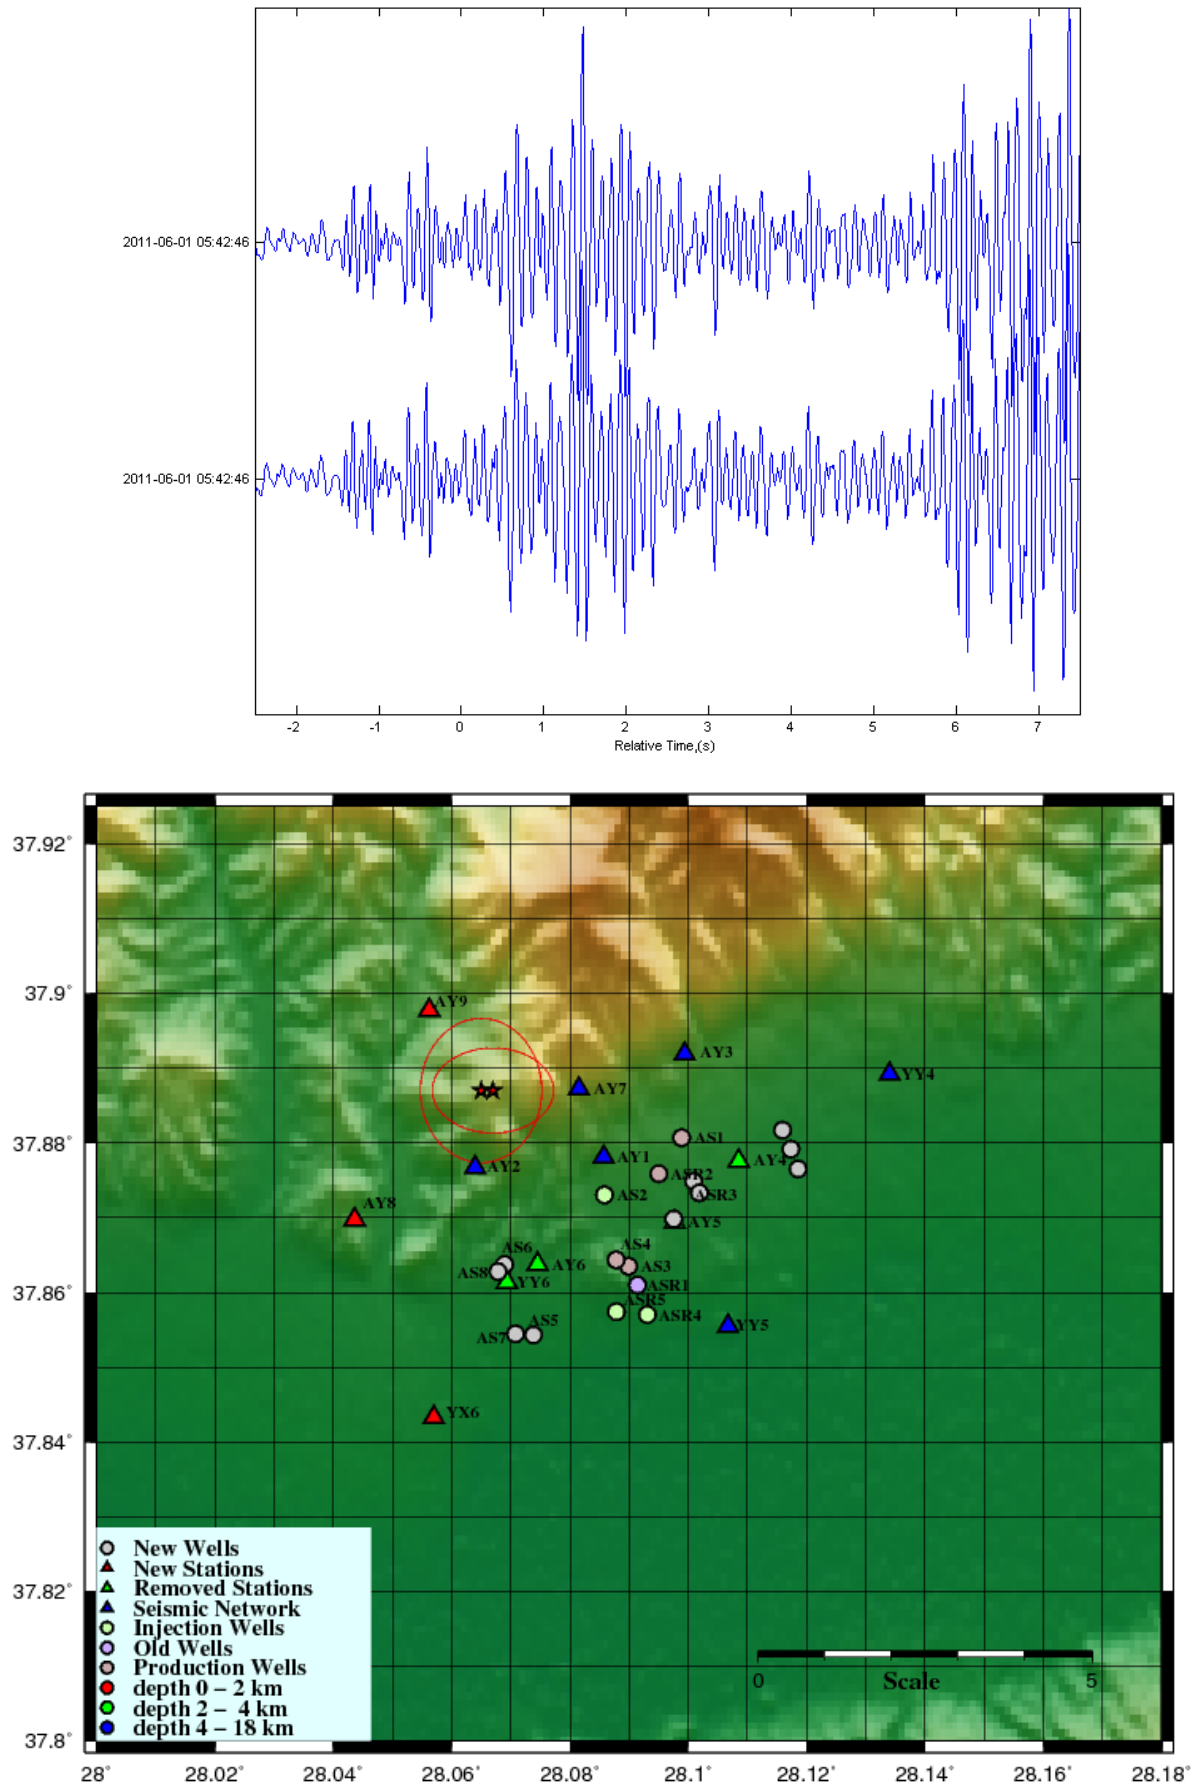 2011-06-01 05:42:46
2011-06-01 05:42:46
-2 -1 0 1 2 3 4 5 6 7
Relative Time,(s)
37.92°
37.9°
AY9
AY3
AY7
YY4
37.88°
AS1
AY2
AY1
AY4
ASR2
AS2
ASR3
AY8
AY5
AS6
AS4
AS8
AY6
AS3
YY6
ASR1
37.86°
ASR5
ASR4
YY5
AS5
AS7
YX6
37.84°
New Wells
New Stations
Removed Stations
Seismic Network
Injection Wells
Old Wells
Production Wells
depth 0 – 2 km
depth 2 – 4 km
depth 4 – 18 km
37.82°
0 5
Scale
37.8°
28° 28.02° 28.04° 28.06° 28.08° 28.1° 28.12° 28.14° 28.16° 28.18°